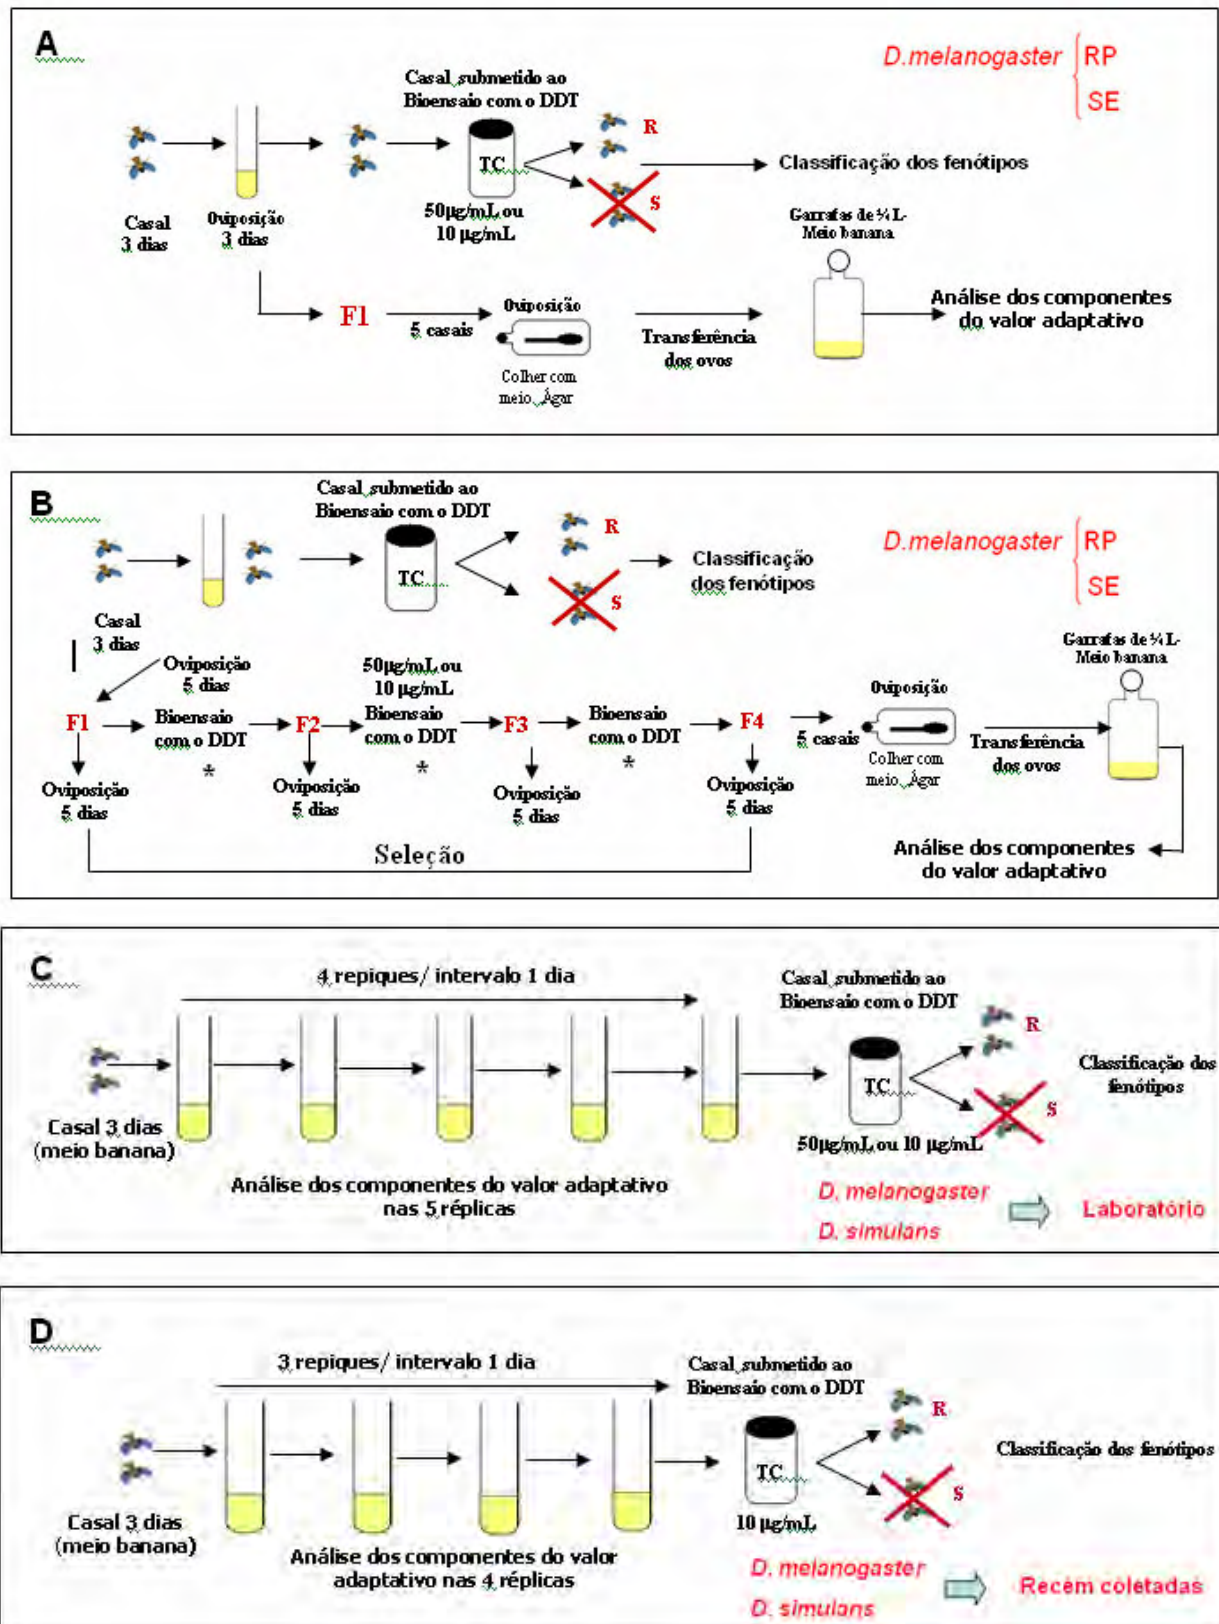 A
D.melanogaster
RP
SE
Casal submetido ao
Bioensaio com o DDT
TC
R
S
Classificação dos fenótipos
Casal
3 dias
Oviposição
3 dias
50µg/mL ou
10 µg/mL
Garrafas de ¼ L-
Meio banana
F1
5 casais
Oviposição
Colher com
meio Ágar
Transferência
dos ovos
Análise dos componentes
do valor adaptativo
B
Casal submetido ao
Bioensaio com o DDT
TC
R
S
Classificação
dos fenótipos
D.melanogaster
RP
SE
Casal
3 dias
Oviposição
5 dias
50µg/mL ou
10 µg/mL
Garrafas de ¼ L-
Meio banana
F1
Bioensaio
com o DDT
*
F2
Bioensaio
com o DDT
*
F3
Bioensaio
com o DDT
*
F4
5 casais
Oviposição
Colher com
meio Ágar
Transferência
dos ovos
Oviposição
5 dias
Oviposição
5 dias
Oviposição
5 dias
Oviposição
5 dias
Seleção
Análise dos componentes
do valor adaptativo
C
4 repiques/ intervalo 1 dia
Casal submetido ao
Bioensaio com o DDT
TC
R
S
Classificação dos
fenótipos
Casal 3 dias
(meio banana)
50µg/mL ou 10 µg/mL
Análise dos componentes do valor adaptativo
nas 5 réplicas
D. melanogaster
D. simulans
Laboratório
D
3 repiques/ intervalo 1 dia
Casal submetido ao
Bioensaio com o DDT
TC
R
S
Classificação dos fenótipos
Casal 3 dias
(meio banana)
10 µg/mL
Análise dos componentes do valor
adaptativo nas 4 réplicas
D. melanogaster
D. simulans
Recém coletadas